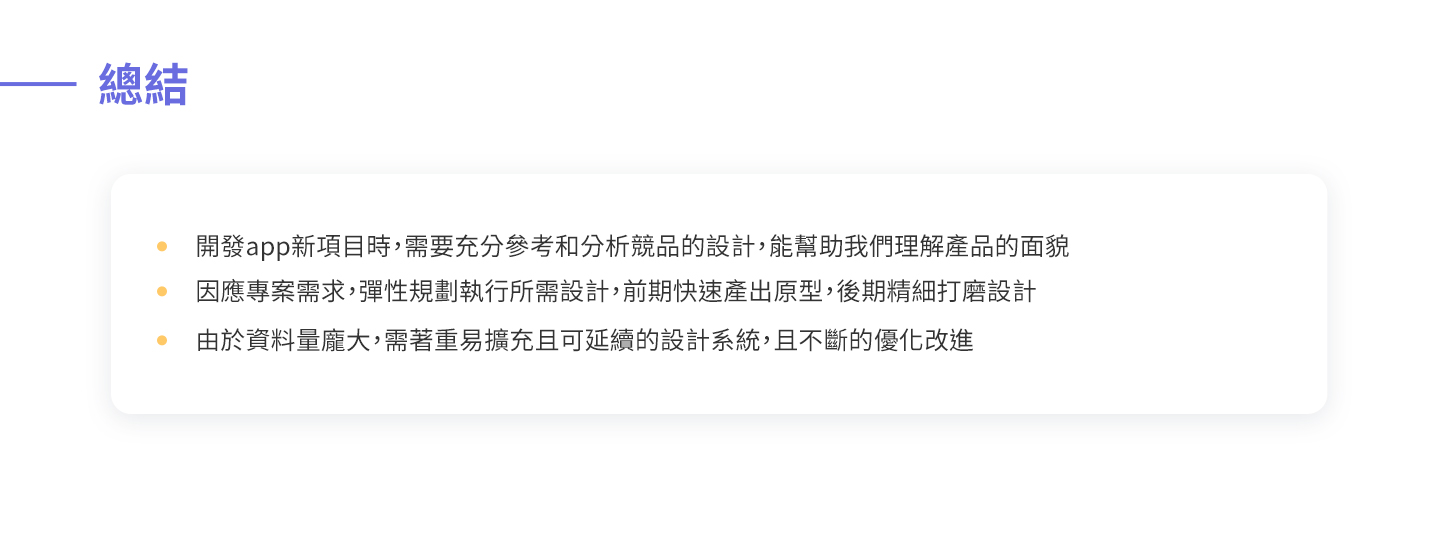 總結
開發app新項目時,需要充分參考和分析競品的設計,能幫助我們理解產品的面貌
因應專案需求,彈性規劃執行所需設計,前期快速產出原型,後期精細打磨設計
由於資料量龐大,需著重易擴充且可延續的設計系統,且不斷的優化改進